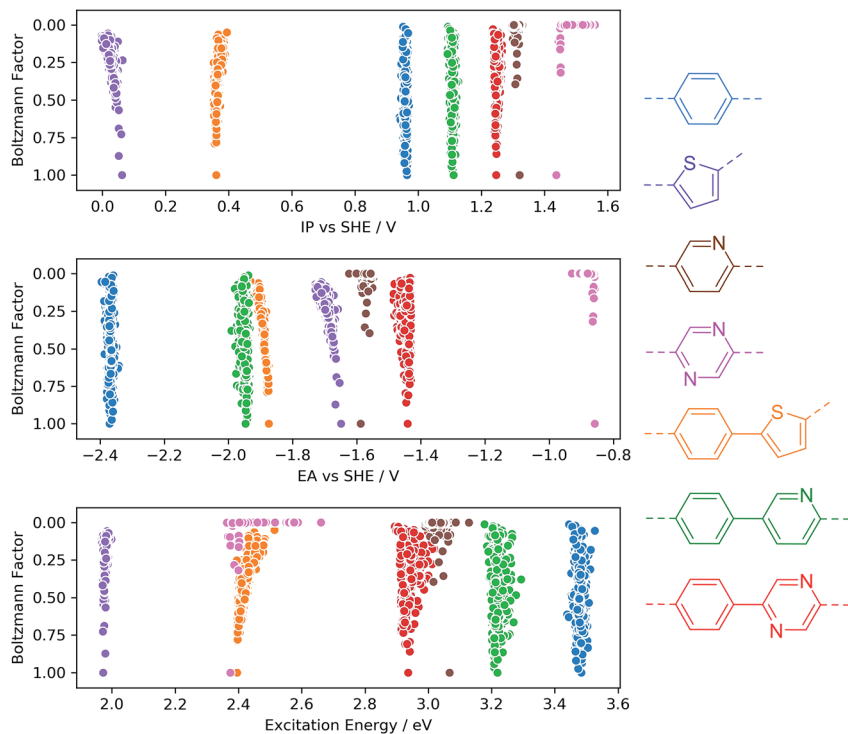 0.00
0.25
0.50
0.75
1.00
Boltzmann Factor
0.0 0.2 0.4 0.6 0.8 1.0 1.2 1.4 1.6
IP vs SHE / V
0.00
0.25
0.50
0.75
1.00
Boltzmann Factor
−2.4 −2.2 −2.0 −1.8 −1.6 −1.4 −1.2 −1.0 −0.8
EA vs SHE / V
0.00
0.25
0.50
0.75
1.00
Boltzmann Factor
2.0 2.2 2.4 2.6 2.8 3.0 3.2 3.4 3.6
Excitation Energy / eV
S
N
N
N
S
N
N
N